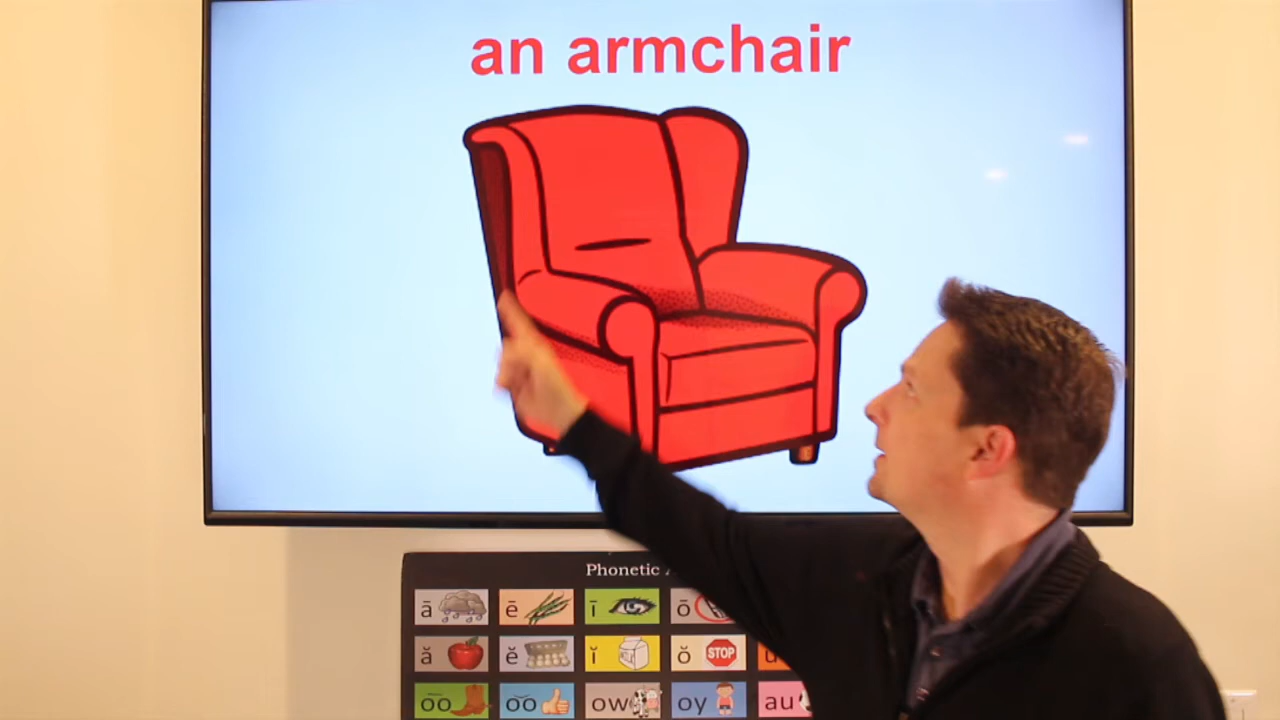 an armchair
Phonetic
ā ē ī ō
ă ĕ ĭ ŏ STOP
oo oo ow oy au